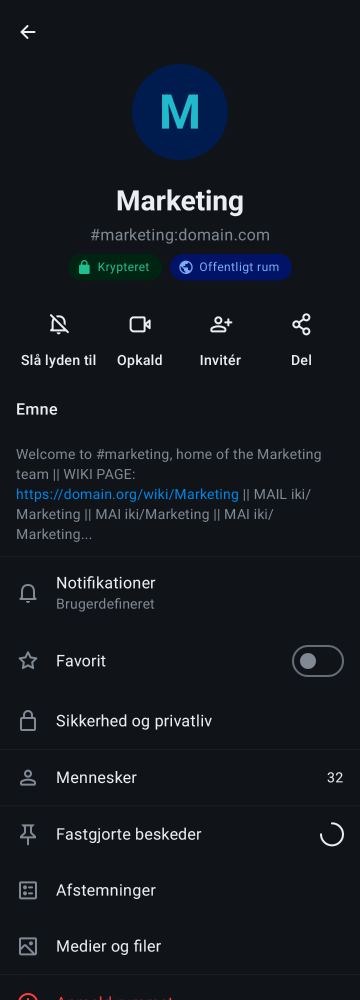 M
Marketing
#marketing:domain.com
Krypteret
Offentligt rum
Slå lyden til
Opkald
Invitér
Del
Emne
Welcome to #marketing, home of the Marketing
team || WIKI PAGE:
https://domain.org/wiki/Marketing || MAIL iki/
Marketing || MAI iki/Marketing || MAI iki/
Marketing...
Notifikationer
Brugerdefineret
Favorit
Sikkerhed og privatliv
Mennesker
32
Fastgjorte beskeder
Afstemninger
Medier og filer